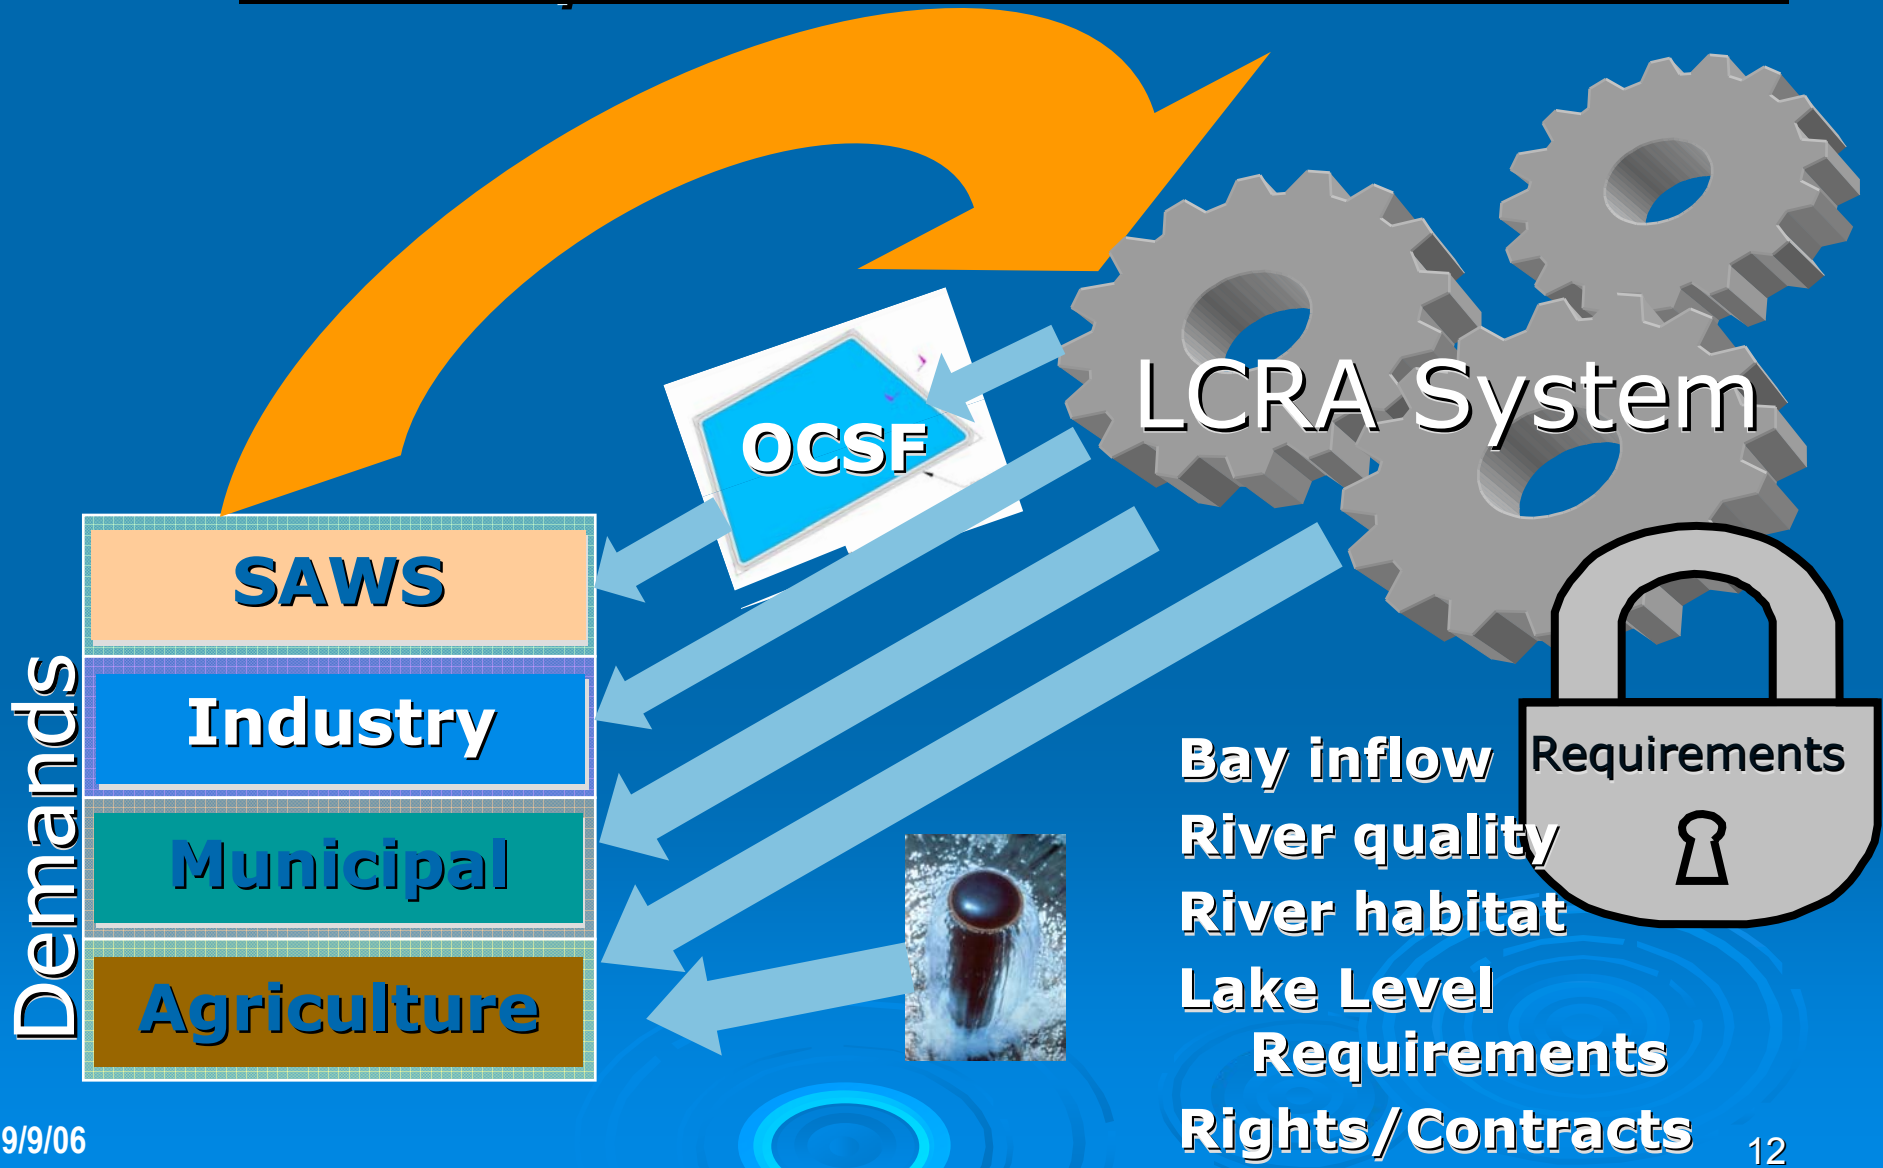 LCRA System
OCSF
Demands
SAWS
Industry
Municipal
Agriculture
Requirements
Bay inflow
River quality
River habitat
Lake Level
Requirements
Rights/Contracts
9/9/06
12